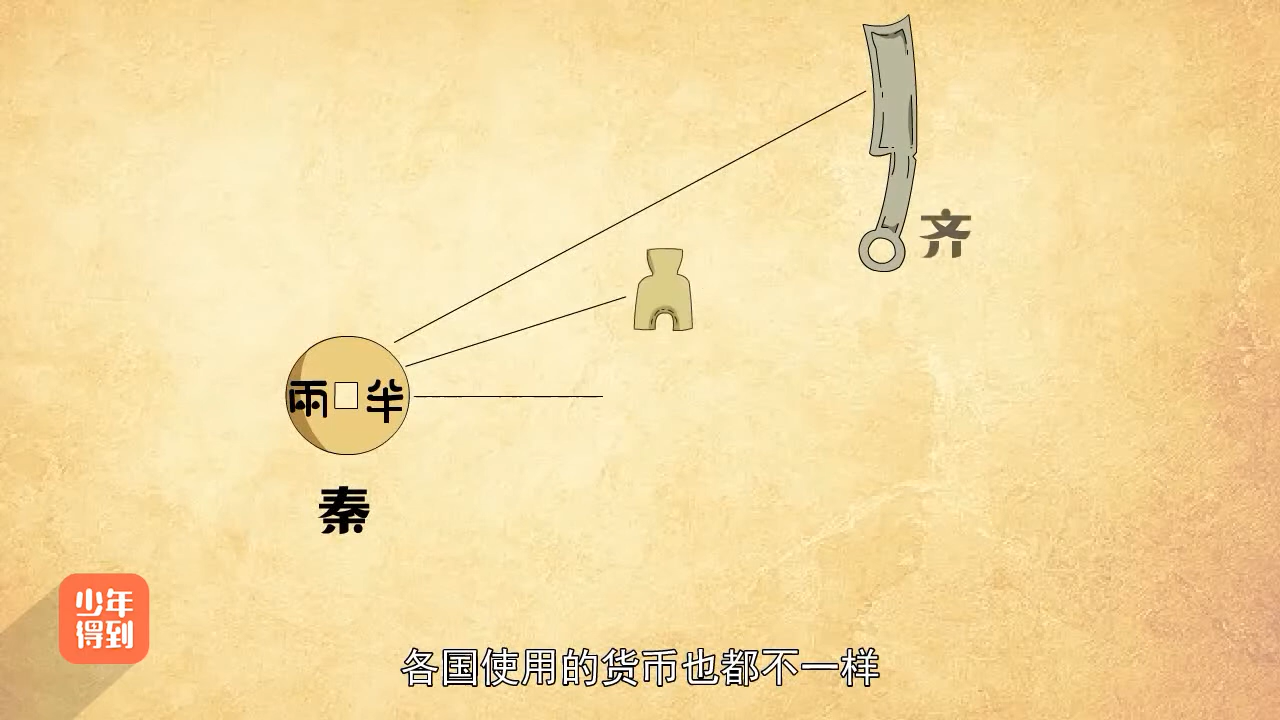 齐
兩半
秦
少年
得到
各国使用的货币也都不一样